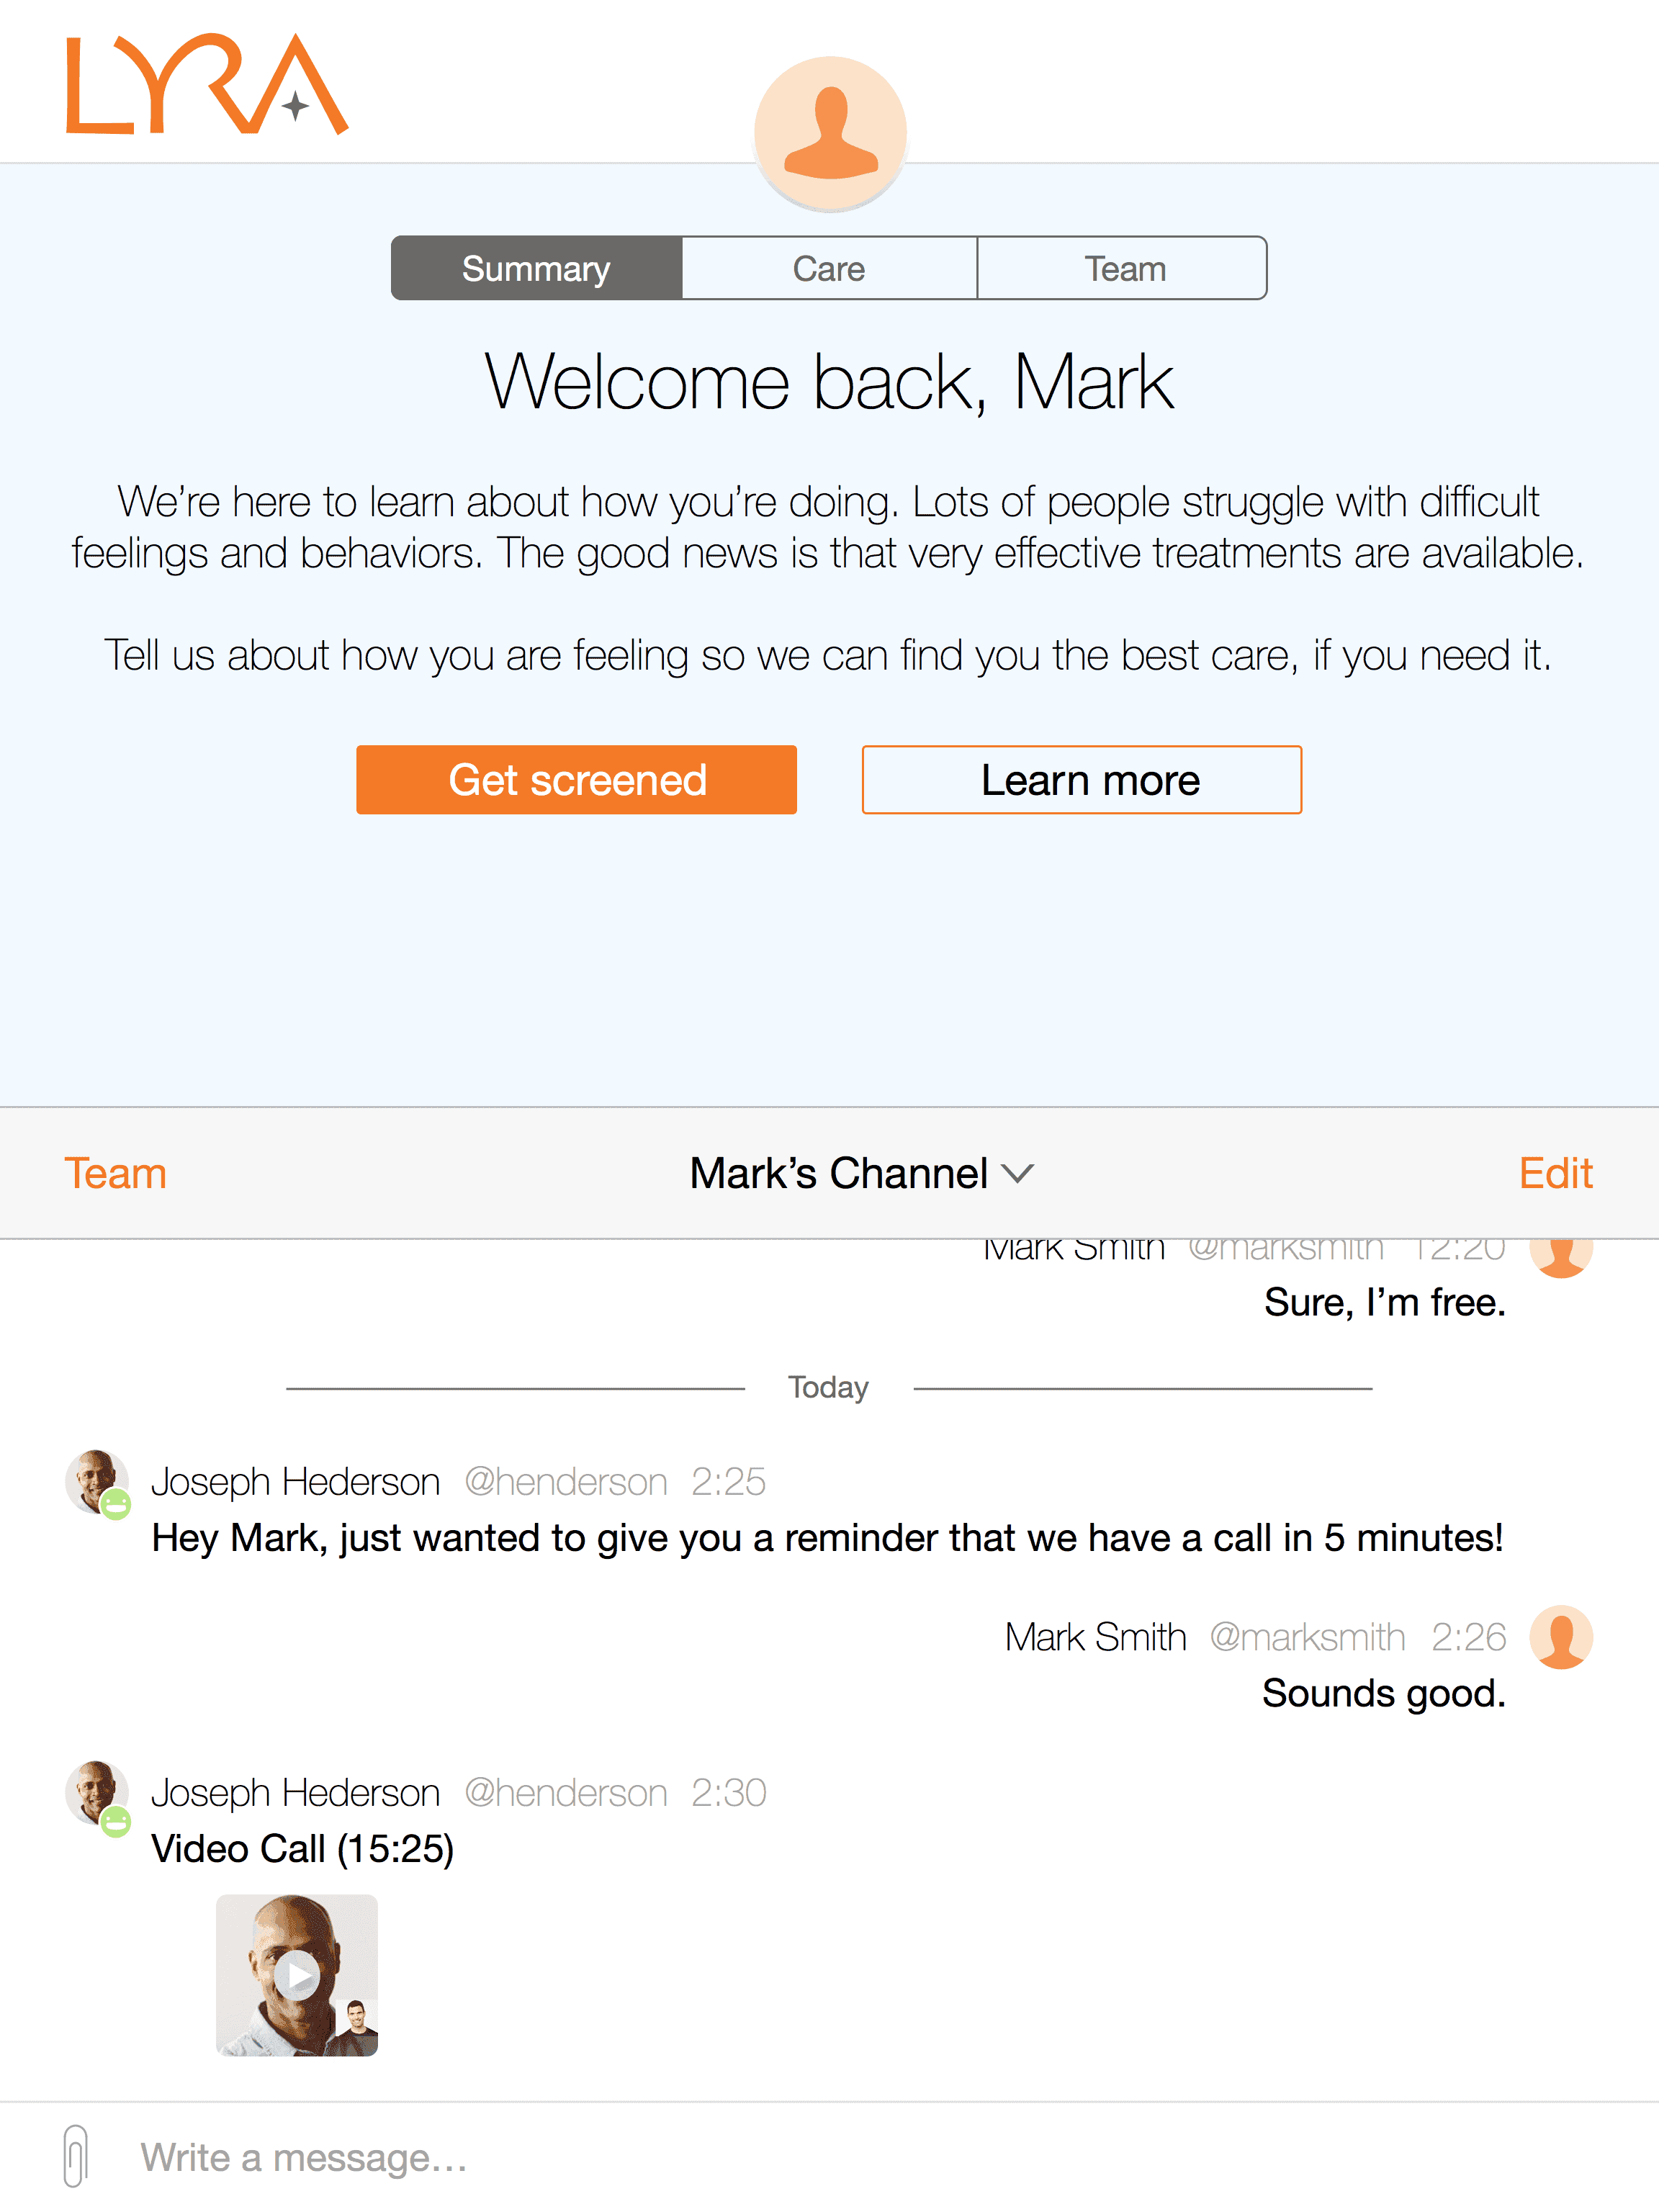 LYRA
Summary Care Team
Welcome back, Mark
We’re here to learn about how you’re doing. Lots of people struggle with difficult
feelings and behaviors. The good news is that very effective treatments are available.
Tell us about how you are feeling so we can find you the best care, if you need it.
Get screened Learn more
Team Mark’s Channel Edit
Mark Smith @marksmith 12:20
Sure, I’m free.
Today
Joseph Hederson @henderson 2:25
Hey Mark, just wanted to give you a reminder that we have a call in 5 minutes!
Mark Smith @marksmith 2:26
Sounds good.
Joseph Hederson @henderson 2:30
Video Call (15:25)
Write a message…